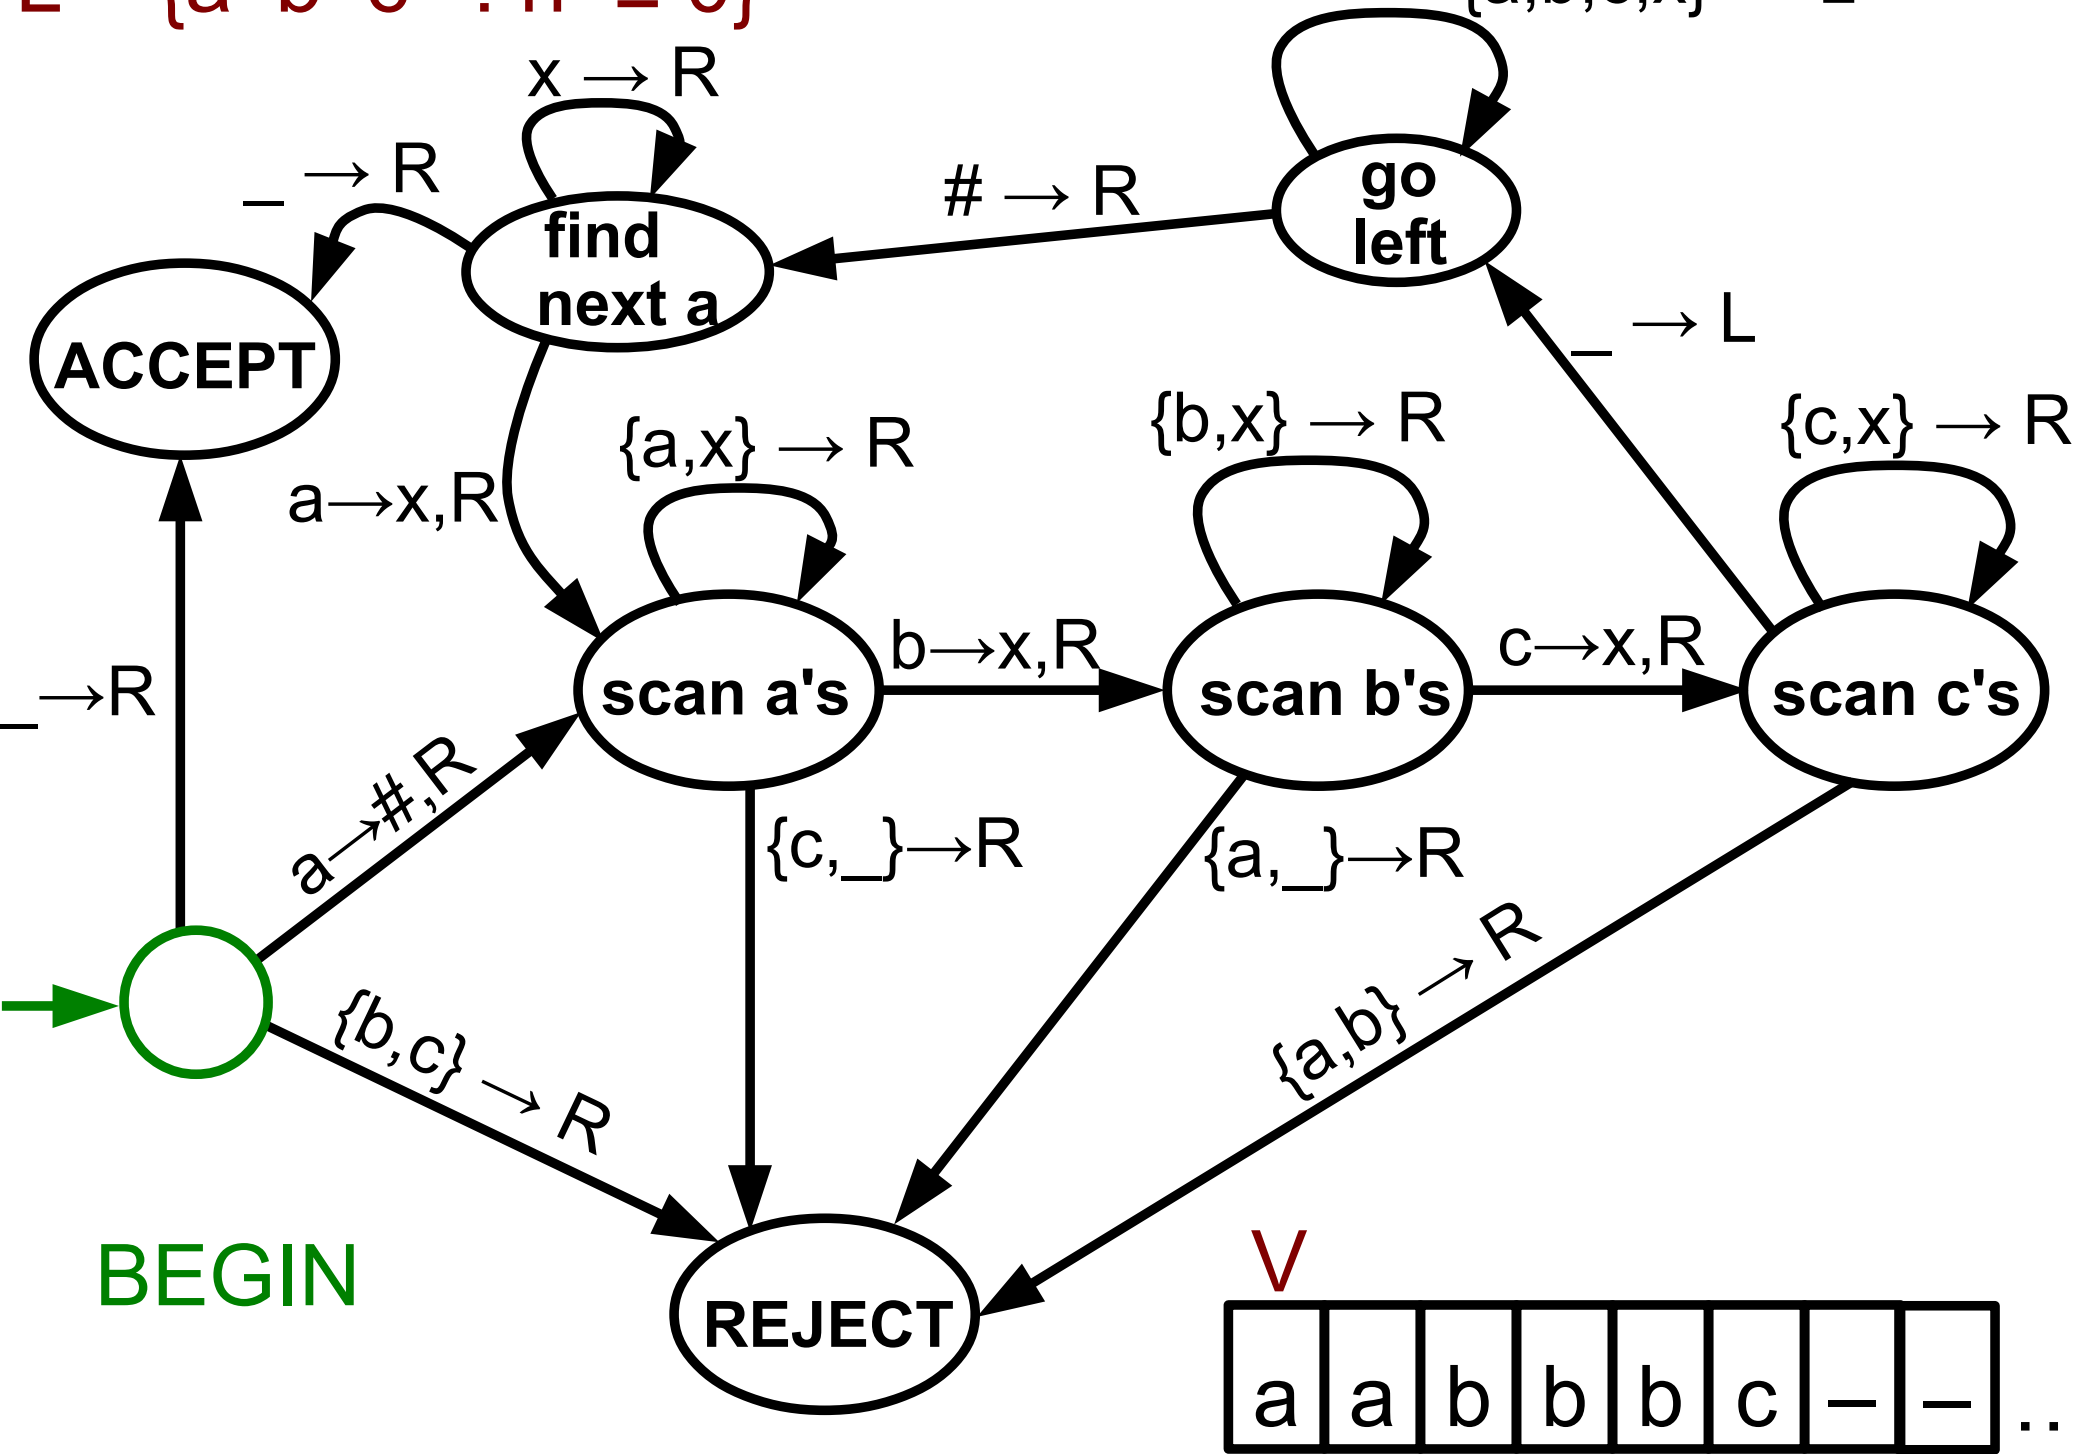 x → R
_ → R
# → R
go
left
find
next a
ACCEPT
_ → L
{a,x} → R
{b,x} → R
{c,x} → R
a→x,R
scan a's
b→x,R
scan b's
c→x,R
scan c's
_→R
a→#,R
{c,_}→R
{a,_}→R
{a,b} → R
{b,c} → R
BEGIN
REJECT
V
a a b b b c _ _ ..